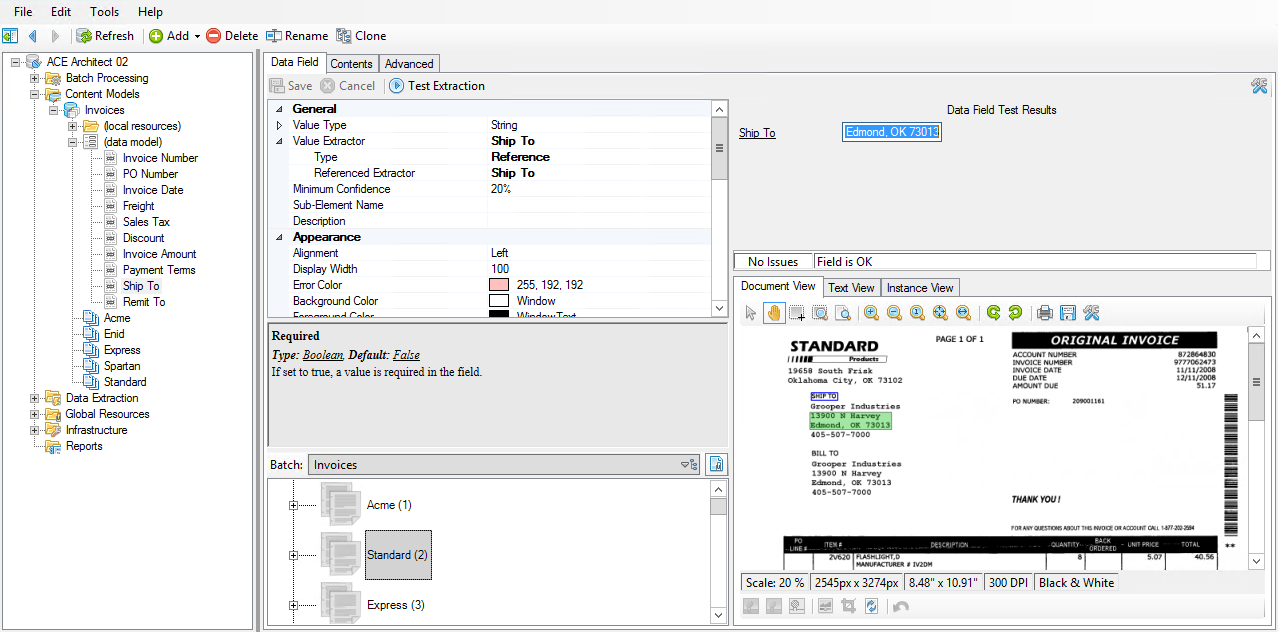 File Edit Tools Help
Refresh Add Delete Rename Clone
ACE Architect 02
Batch Processing
Content Models
Invoices
(local resources)
(data model)
Invoice Number
PO Number
Invoice Date
Freight
Sales Tax
Discount
Invoice Amount
Payment Terms
Ship To
Remit To
Acme
Enid
Express
Spartan
Standard
Data Extraction
Global Resources
Infrastructure
Reports
Data Field Contents Advanced
Save Cancel Test Extraction
General
Value Type String
Value Extractor Ship To
Type Reference
Referenced Extractor Ship To
Minimum Confidence 20%
Sub-Element Name
Description
Appearance
Alignment Left
Display Width 100
Error Color 255, 192, 192
Background Color Window
Foreground Color WindowText
Required
Type: Boolean, Default: False
If set to true, a value is required in the field.
Batch: Invoices
Acme (1)
Standard (2)
Express (3)
Data Field Test Results
Ship To Edmond, OK 73013
No Issues Field is OK
Document View Text View Instance View
STANDARD
Products
19658 South Frisk
Oklahoma City, OK 73102
PAGE 1 OF 1
ORIGINAL INVOICE
ACCOUNT NUMBER 872864830
INVOICE NUMBER 9777062473
INVOICE DATE 11/11/2008
DUE DATE 12/11/2008
AMOUNT DUE 51.17
PO NUMBER: 209001161
SHIP TO
Grooper Industries
13900 N Harvey
Edmond, OK 73013
405-507-7000
BILL TO
Grooper Industries
13900 N Harvey
Edmond, OK 73013
405-507-7000
THANK YOU !
FOR ANY QUESTIONS ABOUT THIS INVOICE OR ACCOUNT CALL 1-877-202-2594
PO LINE # ITEM # DESCRIPTION QUANTITY BACK ORDERED UNIT PRICE TOTAL **
2V620 FLASHLIGHT,D 8 5.07 40.56
MANUFACTURER # IV2DM
Scale: 20 % 2545px x 3274px 8.48" x 10.91" 300 DPI Black & White